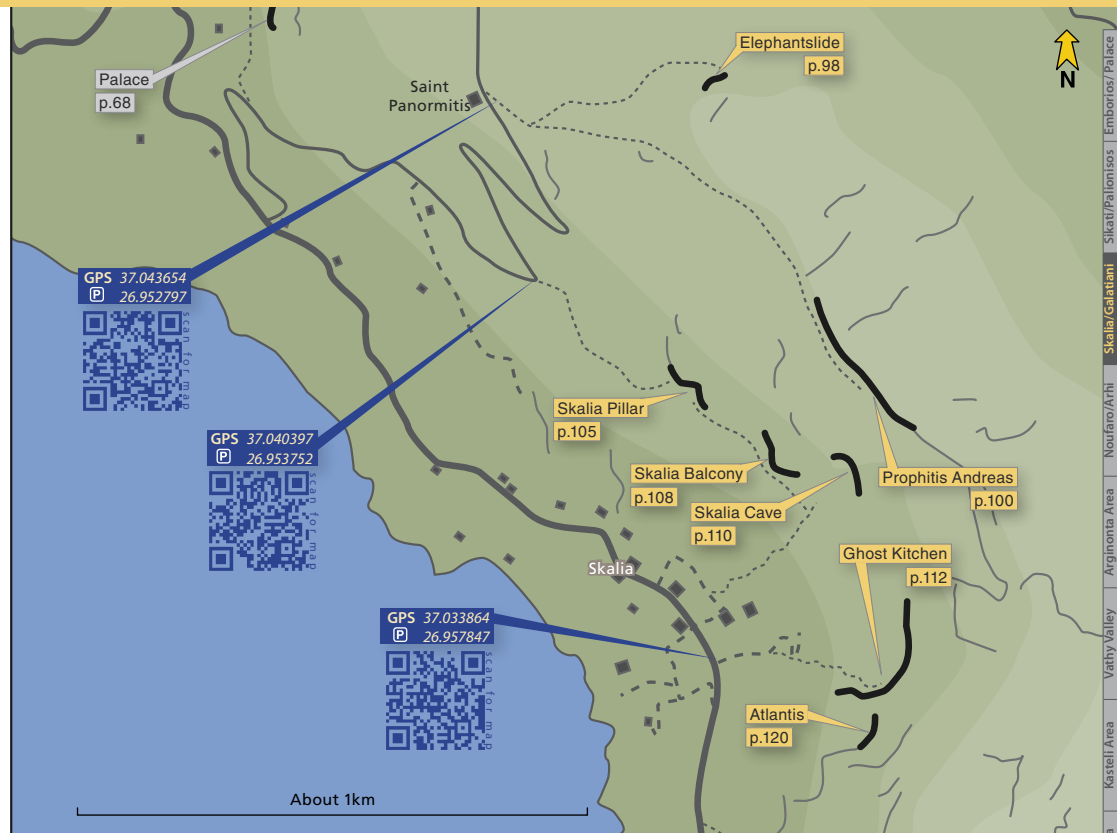 Elephantslide
p.98
Palace
p.68
Saint
Panormitis
N
GPS 37.043654
P 26.952797
scan for map
GPS 37.040397
P 26.953752
scan for map
Skalia Pillar
p.105
Skalia Balcony
p.108
Skalia Cave
p.110
Prophitis Andreas
p.100
Ghost Kitchen
p.112
Skalia
GPS 37.033864
P 26.957847
scan for map
Atlantis
p.120
About 1km
Emborios/ Palace
Sikati/Palionisos
Skalia/Galatiani
Noufaro/Arhi
Arginonta Area
Vathy Valley
Kasteli Area